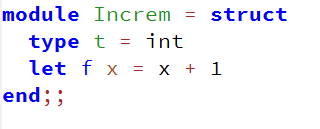 module Increm = struct
  type t = int
  let f x = x + 1
end;;